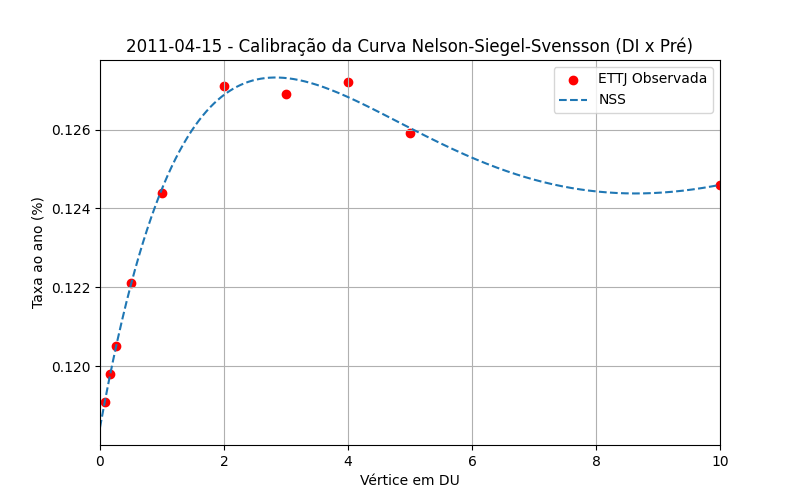 2011-04-15 - Calibração da Curva Nelson-Siegel-Svensson (DI x Pré)
ETTJ Observada
NSS
Taxa ao ano (%)
0.126
0.124
0.122
0.120
0 2 4 6 8 10
Vértice em DU